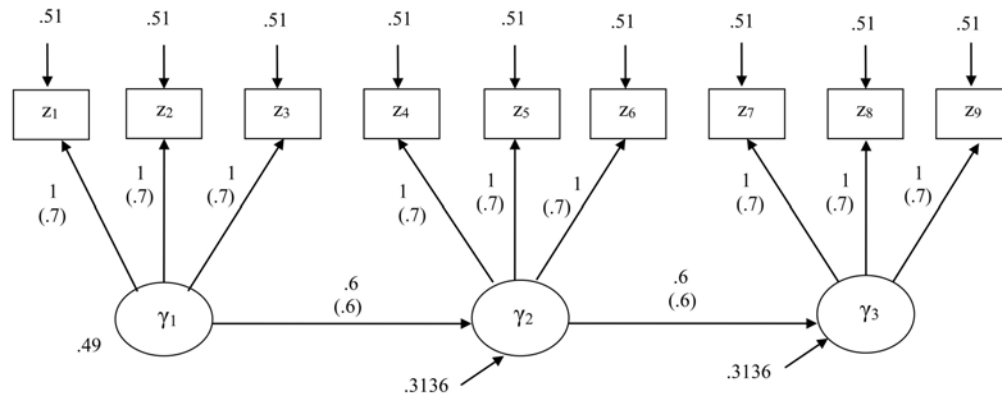 .51 .51 .51 .51 .51 .51 .51 .51 .51
z₁ z₂ z₃ z₄ z₅ z₆ z₇ z₈ z₉
1 1 1 1 1 1 1 1 1
(.7) (.7) (.7) (.7) (.7) (.7) (.7) (.7) (.7)
.6 .6
(.6) (.6)
γ₁ γ₂ γ₃
.49
.3136 .3136